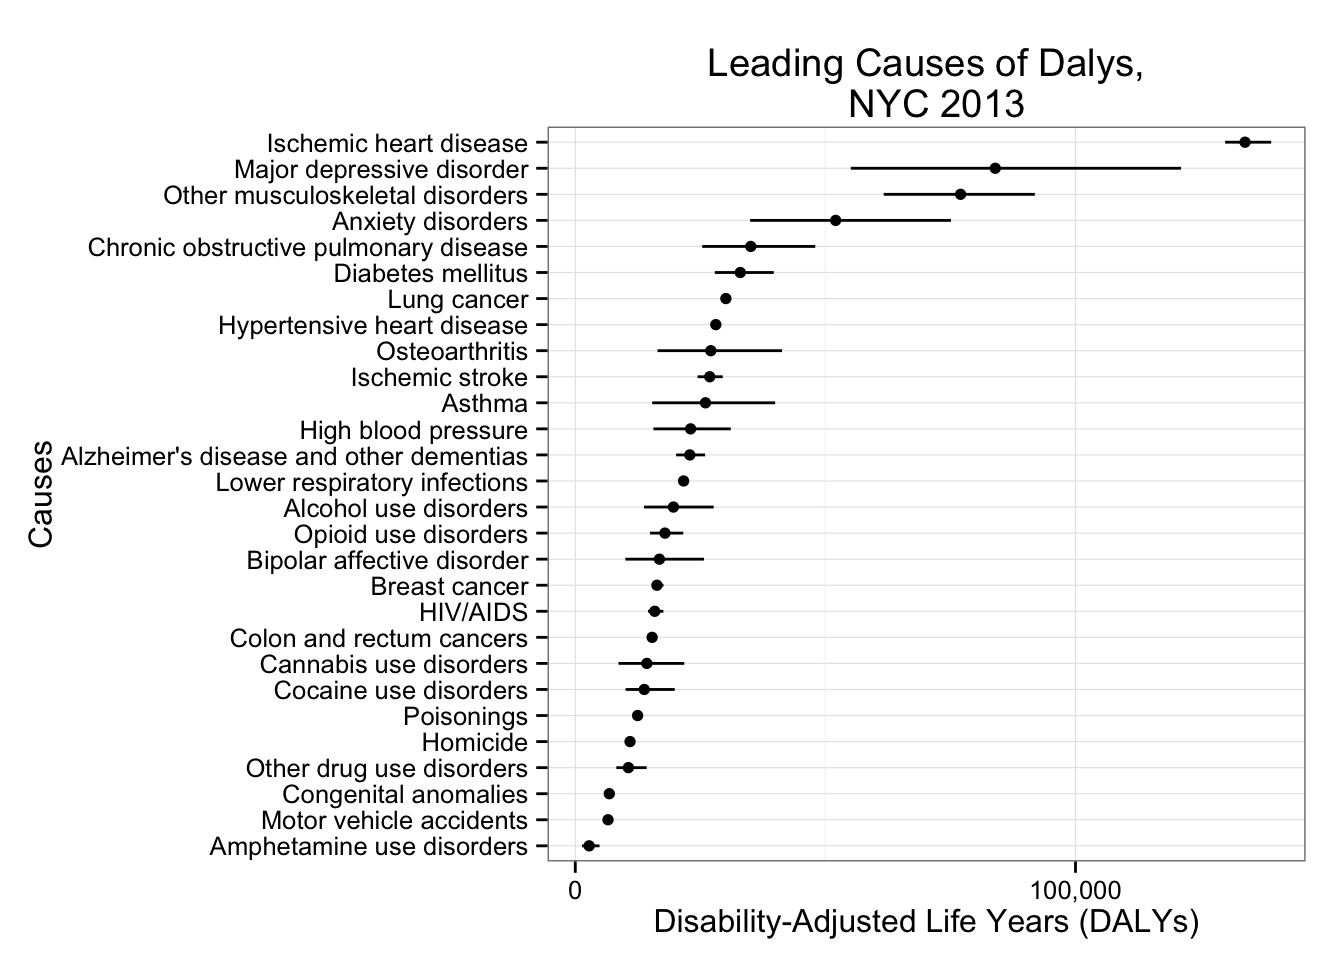 Leading Causes of Dalys,
NYC 2013
Causes
Ischemic heart disease
Major depressive disorder
Other musculoskeletal disorders
Anxiety disorders
Chronic obstructive pulmonary disease
Diabetes mellitus
Lung cancer
Hypertensive heart disease
Osteoarthritis
Ischemic stroke
Asthma
High blood pressure
Alzheimer's disease and other dementias
Lower respiratory infections
Alcohol use disorders
Opioid use disorders
Bipolar affective disorder
Breast cancer
HIV/AIDS
Colon and rectum cancers
Cannabis use disorders
Cocaine use disorders
Poisonings
Homicide
Other drug use disorders
Congenital anomalies
Motor vehicle accidents
Amphetamine use disorders
0 100,000
Disability-Adjusted Life Years (DALYs)